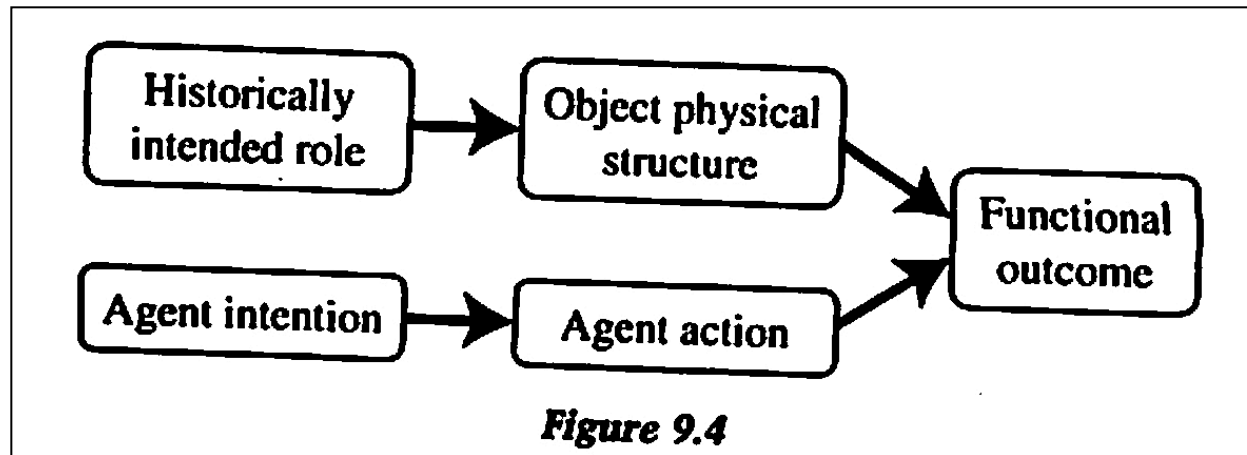 Historically
intended role
Object physical
structure
Functional
outcome
Agent intention
Agent action
Figure 9.4